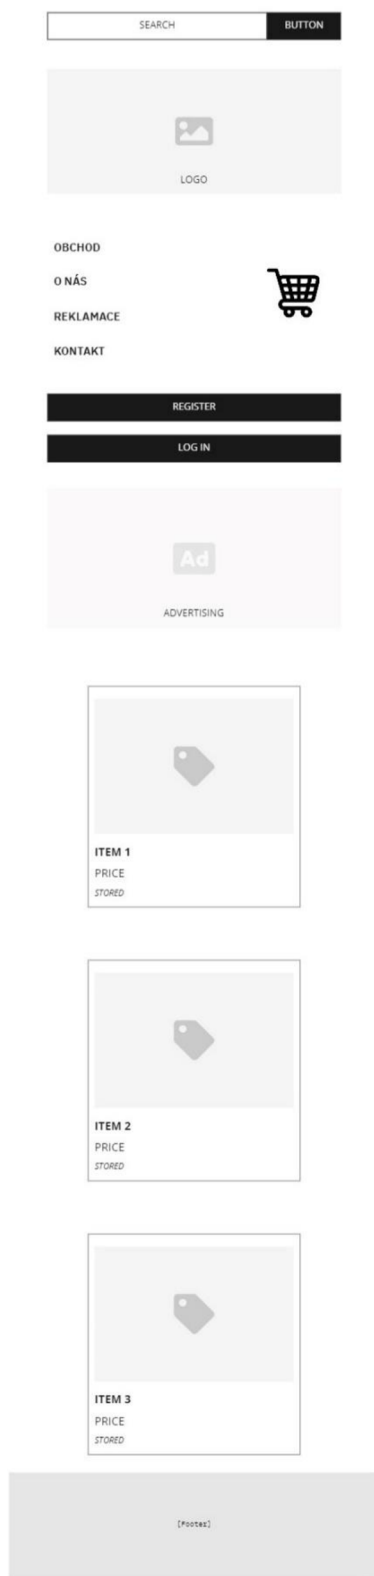 SEARCH BUTTON
LOGO
OBCHOD
O NÁS
REKLAMACE
KONTAKT
REGISTER
LOG IN
Ad
ADVERTISING
ITEM 1
PRICE
STORED
ITEM 2
PRICE
STORED
ITEM 3
PRICE
STORED
[Footer]